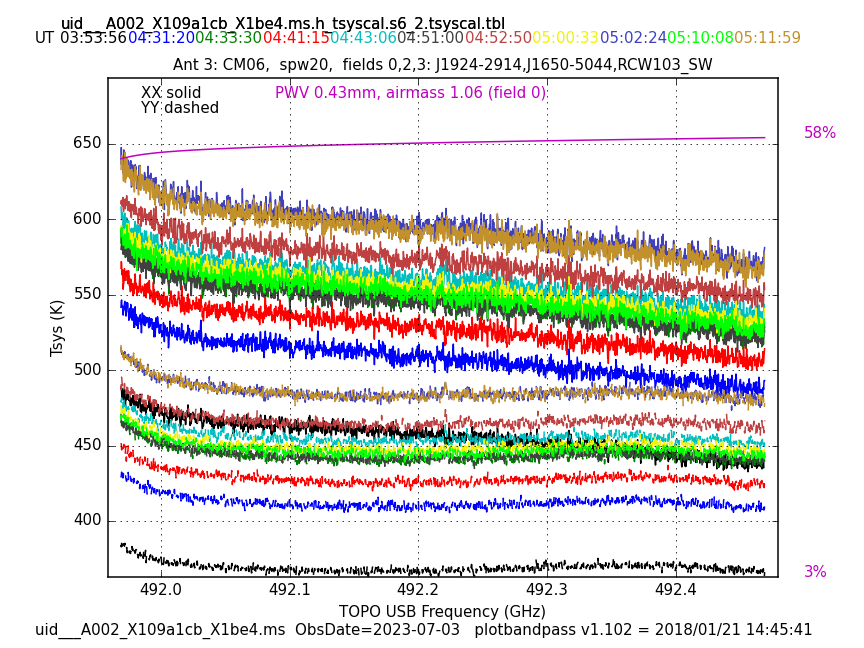 uid___A002_X109a1cb_X1be4.ms.h_tsyscal.s6_2.tsyscal.tbl
UT 03:53:56 04:31:20 04:33:30 04:41:15 04:43:06 04:51:00 04:52:50 05:00:33 05:02:24 05:10:08 05:11:59
Ant 3: CM06,  spw20,  fields 0,2,3: J1924-2914,J1650-5044,RCW103_SW
XX solid
PWV 0.43mm, airmass 1.06 (field 0)
YY dashed
58%
650
600
550
500
450
400
Tsys (K)
3%
492.0 492.1 492.2 492.3 492.4
TOPO USB Frequency (GHz)
uid___A002_X109a1cb_X1be4.ms  ObsDate=2023-07-03   plotbandpass v1.102 = 2018/01/21 14:45:41